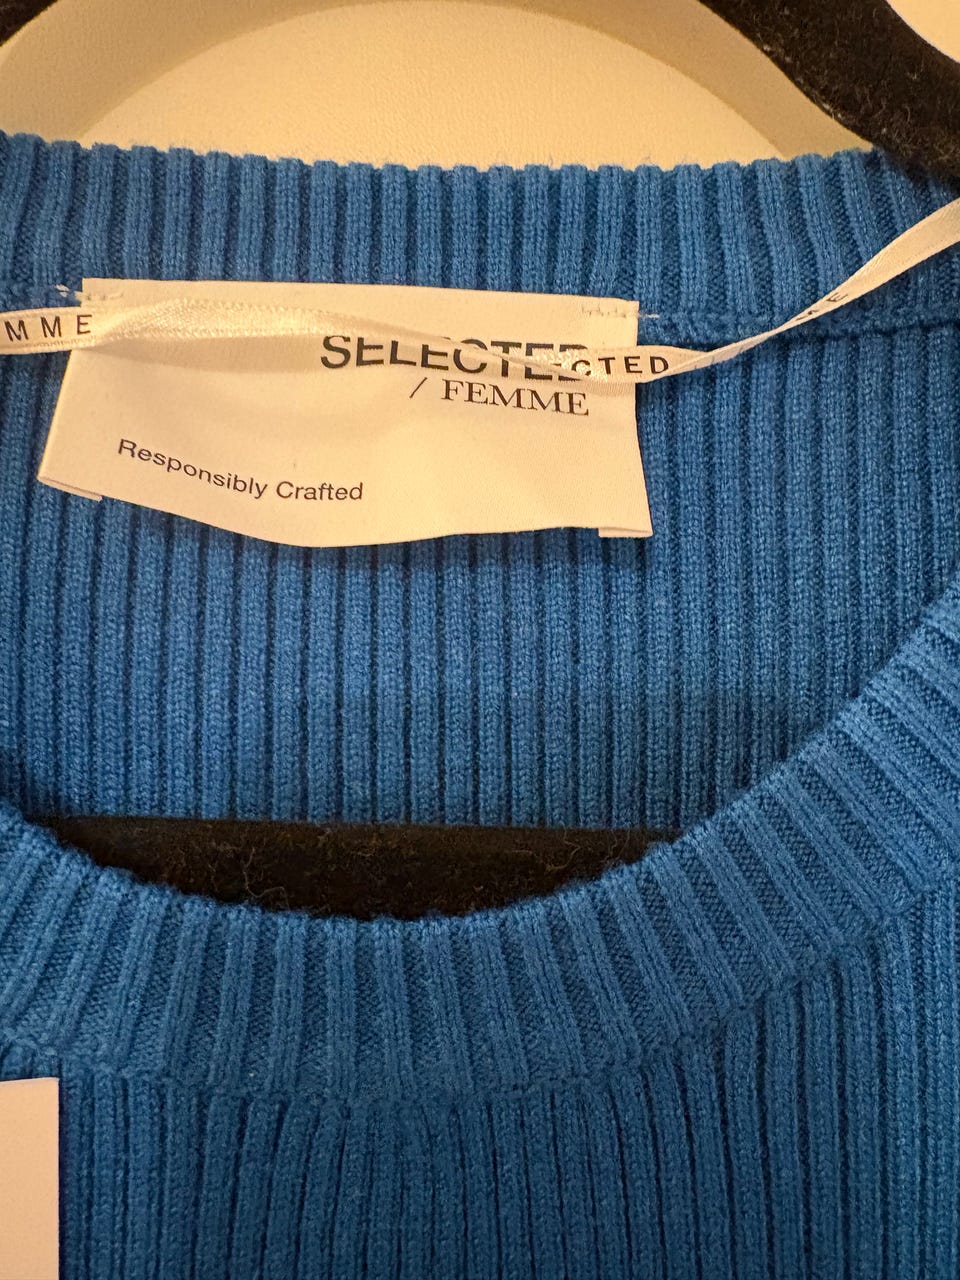 MME
SELECTED
CTED
/ FEMME
Responsibly Crafted